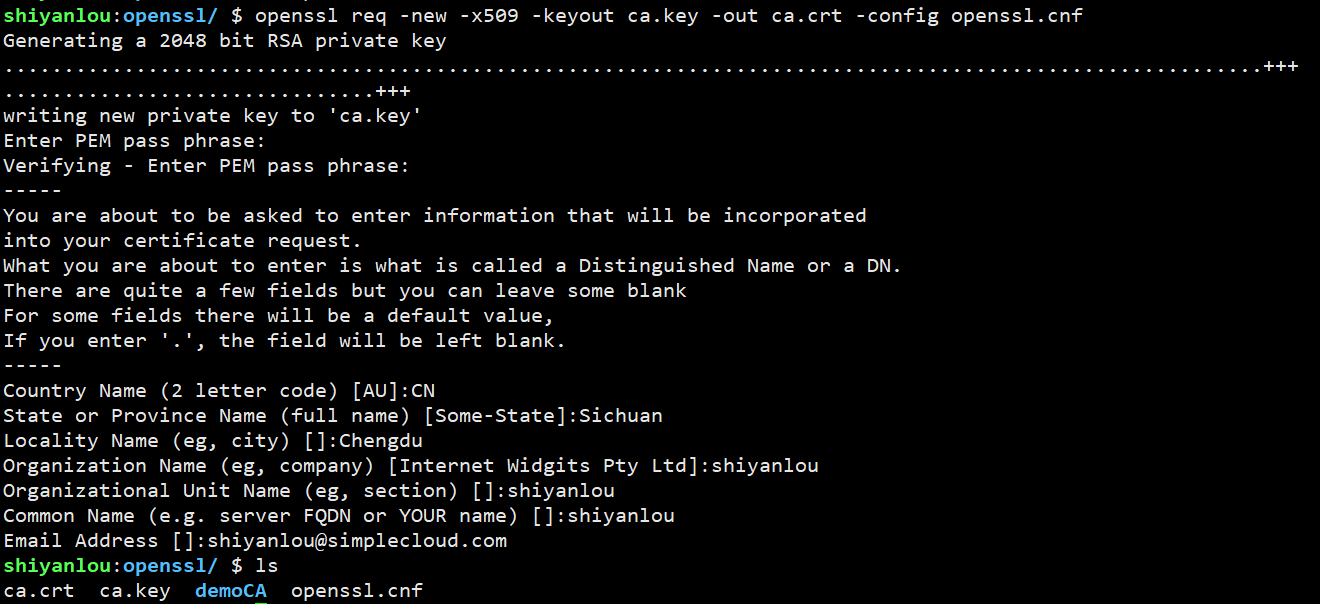 shiyanlou:openssl/ $ openssl req -new -x509 -keyout ca.key -out ca.crt -config openssl.cnf
Generating a 2048 bit RSA private key
.........................................................................................................+++
...............................+++
writing new private key to 'ca.key'
Enter PEM pass phrase:
Verifying - Enter PEM pass phrase:
-----
You are about to be asked to enter information that will be incorporated
into your certificate request.
What you are about to enter is what is called a Distinguished Name or a DN.
There are quite a few fields but you can leave some blank
For some fields there will be a default value,
If you enter '.', the field will be left blank.
-----
Country Name (2 letter code) [AU]:CN
State or Province Name (full name) [Some-State]:Sichuan
Locality Name (eg, city) []:Chengdu
Organization Name (eg, company) [Internet Widgits Pty Ltd]:shiyanlou
Organizational Unit Name (eg, section) []:shiyanlou
Common Name (e.g. server FQDN or YOUR name) []:shiyanlou
Email Address []:shiyanlou@simplecloud.com
shiyanlou:openssl/ $ ls
ca.crt  ca.key  demoCA  openssl.cnf